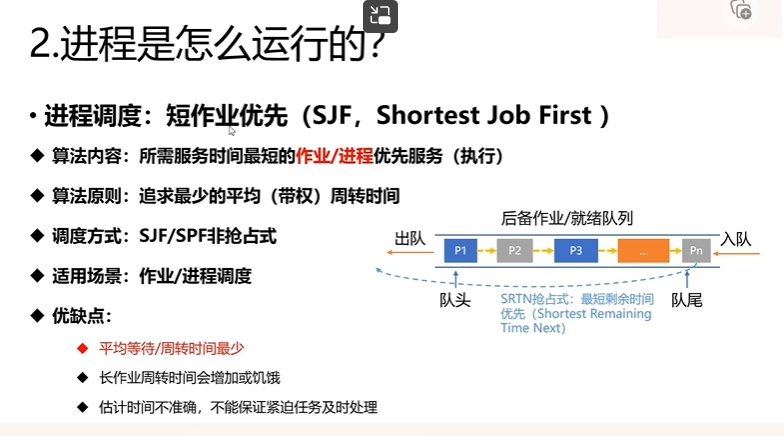 2.进程是怎么运行的?
• 进程调度：短作业优先（SJF，Shortest Job First ）
◆ 算法内容：所需服务时间最短的作业/进程优先服务（执行）
◆ 算法原则：追求最少的平均（带权）周转时间
◆ 调度方式：SJF/SPF非抢占式
◆ 适用场景：作业/进程调度
◆ 优缺点：
◆ 平均等待/周转时间最少
◆ 长作业周转时间会增加或饥饿
◆ 估计时间不准确，不能保证紧迫任务及时处理
后备作业/就绪队列
出队
P1
P2
P3
...
Pn
入队
队头
SRTN抢占式：最短剩余时间
优先（Shortest Remaining
Time Next）
队尾